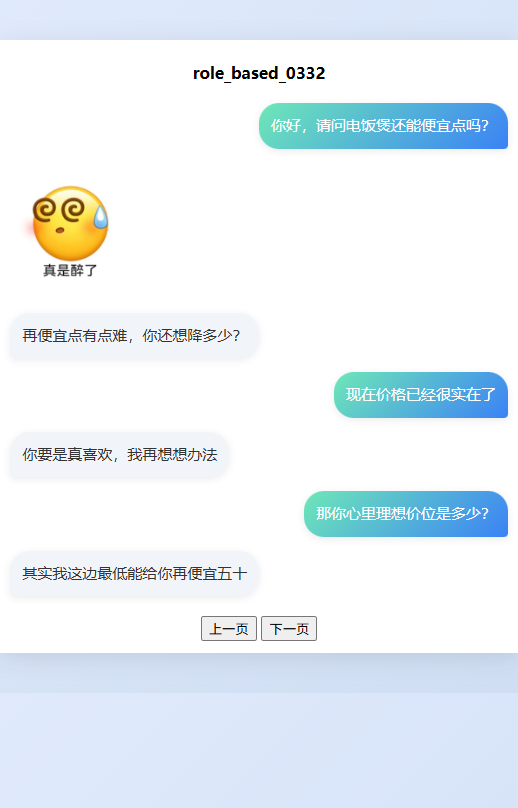 role_based_0332
你好，请问电饭煲还能便宜点吗？
真是醉了
再便宜点有点难，你还想降多少？
现在价格已经很实在了
你要是真喜欢，我再想想办法
那你心里理想价位是多少？
其实我这边最低能给你再便宜五十
上一页 下一页